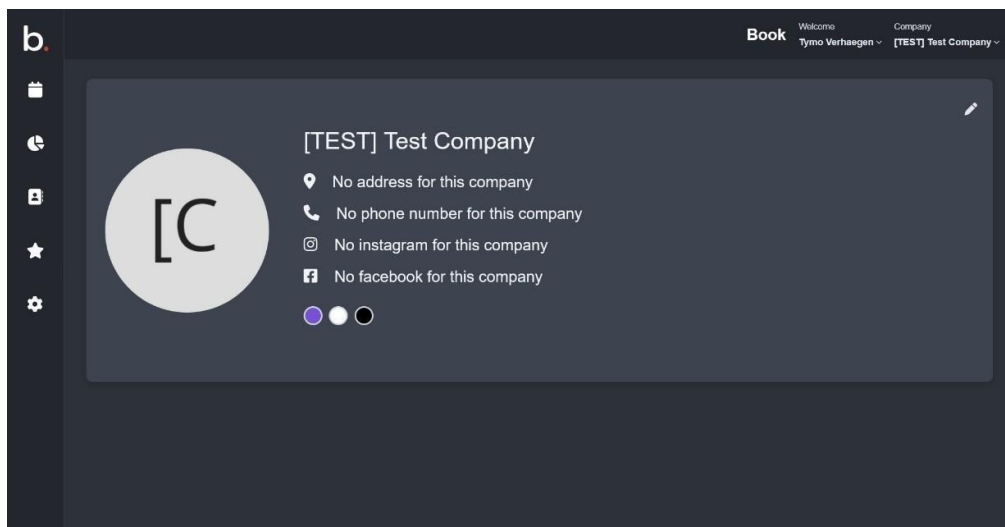 b.
Book
Welcome
Tymo Verhaegen
Company
[TEST] Test Company
[C
[TEST] Test Company
No address for this company
No phone number for this company
No instagram for this company
No facebook for this company